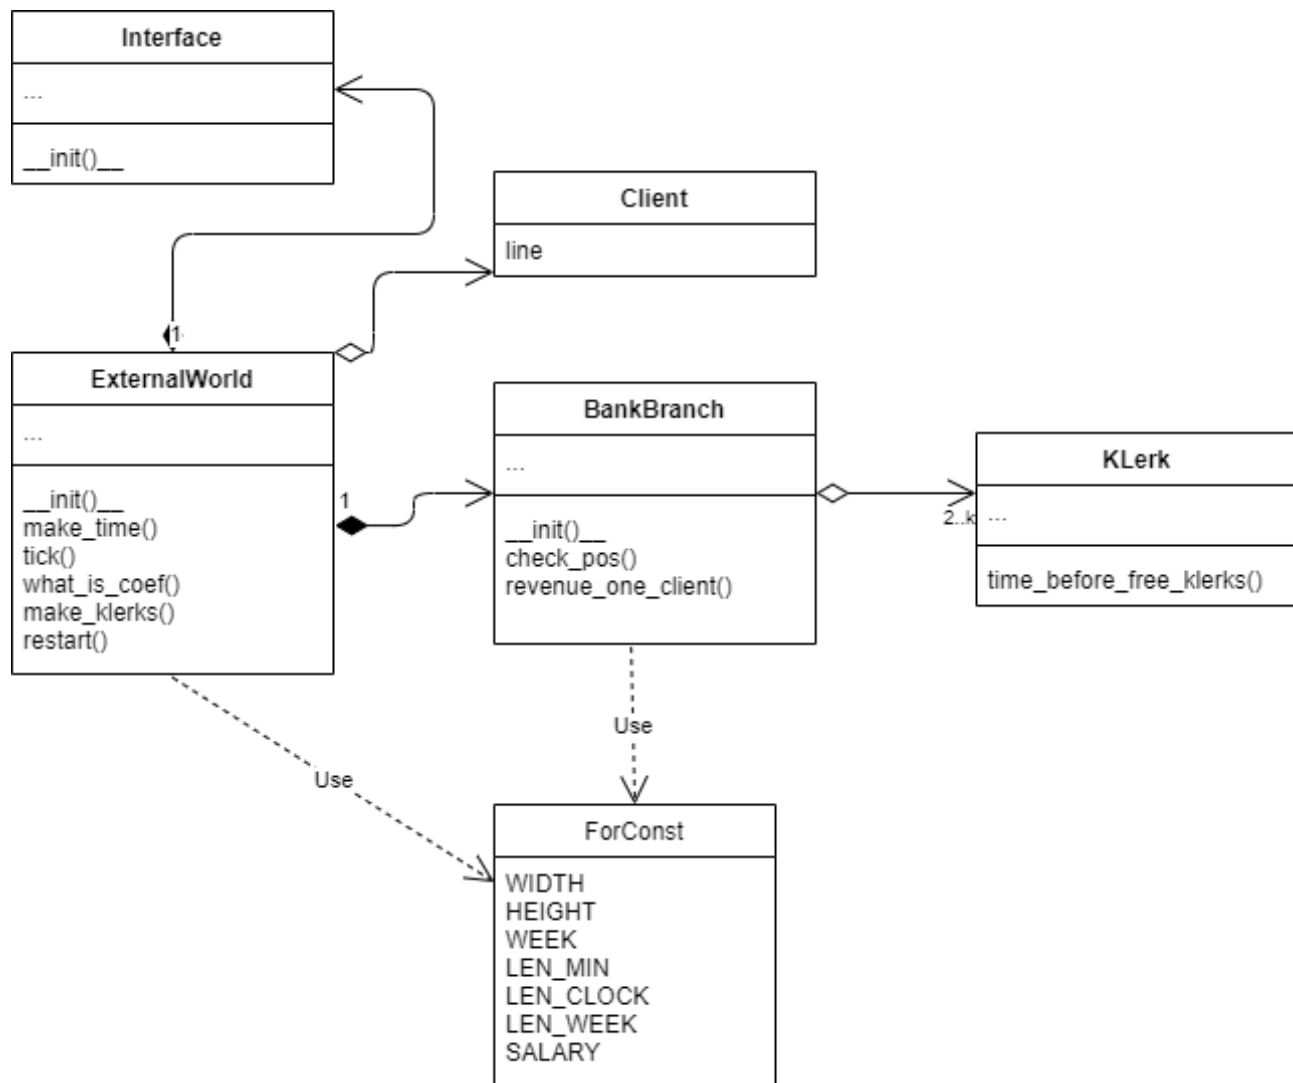 Interface
...
__init()__
Client
line
1
ExternalWorld
...
__init()__
make_time()
tick()
what_is_coef()
make_klerks()
restart()
1
BankBranch
...
__init()__
check_pos()
revenue_one_client()
2..k
KLerk
...
time_before_free_klerks()
Use
Use
ForConst
WIDTH
HEIGHT
WEEK
LEN_MIN
LEN_CLOCK
LEN_WEEK
SALARY